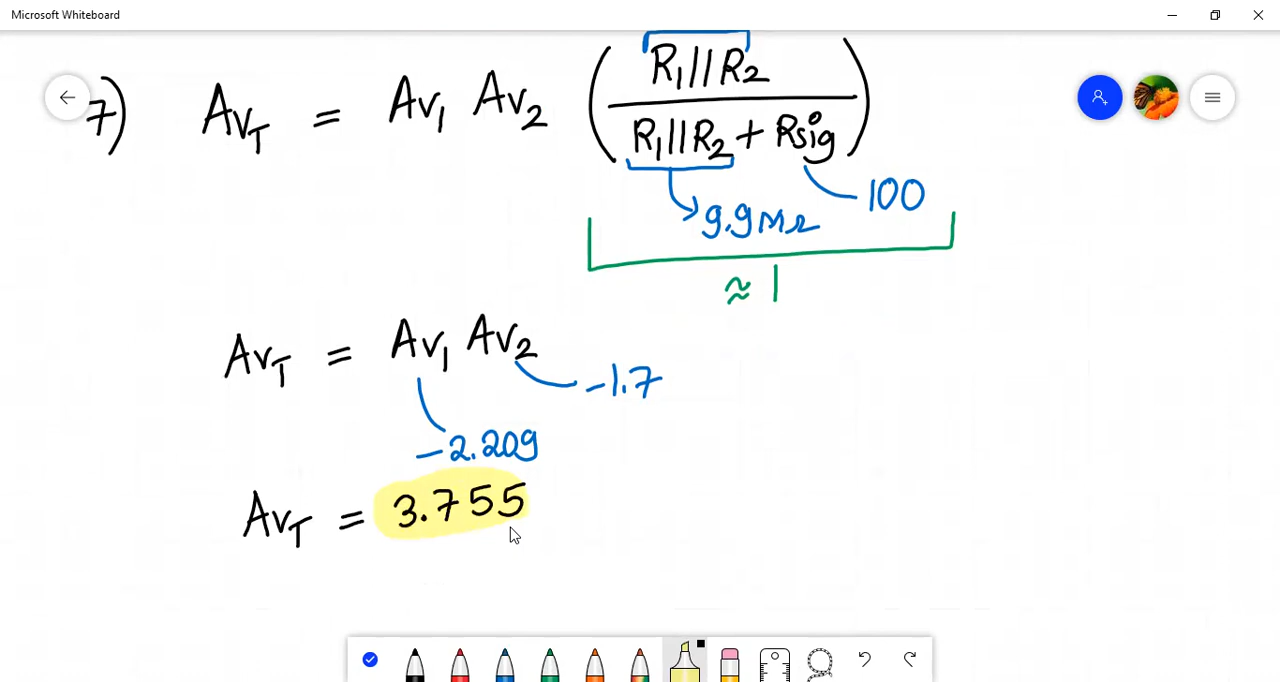 Microsoft Whiteboard
7) AvT = Av1 Av2 ( R1||R2 / R1||R2 + Rsig )
100
9.9MΩ
≈ 1
AvT = Av1 Av2
-1.7
-2.209
AvT = 3.755